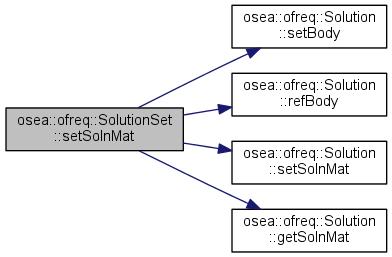 osea::ofreq::SolutionSet
::setSolnMat
osea::ofreq::Solution
::setBody
osea::ofreq::Solution
::refBody
osea::ofreq::Solution
::setSolnMat
osea::ofreq::Solution
::getSolnMat